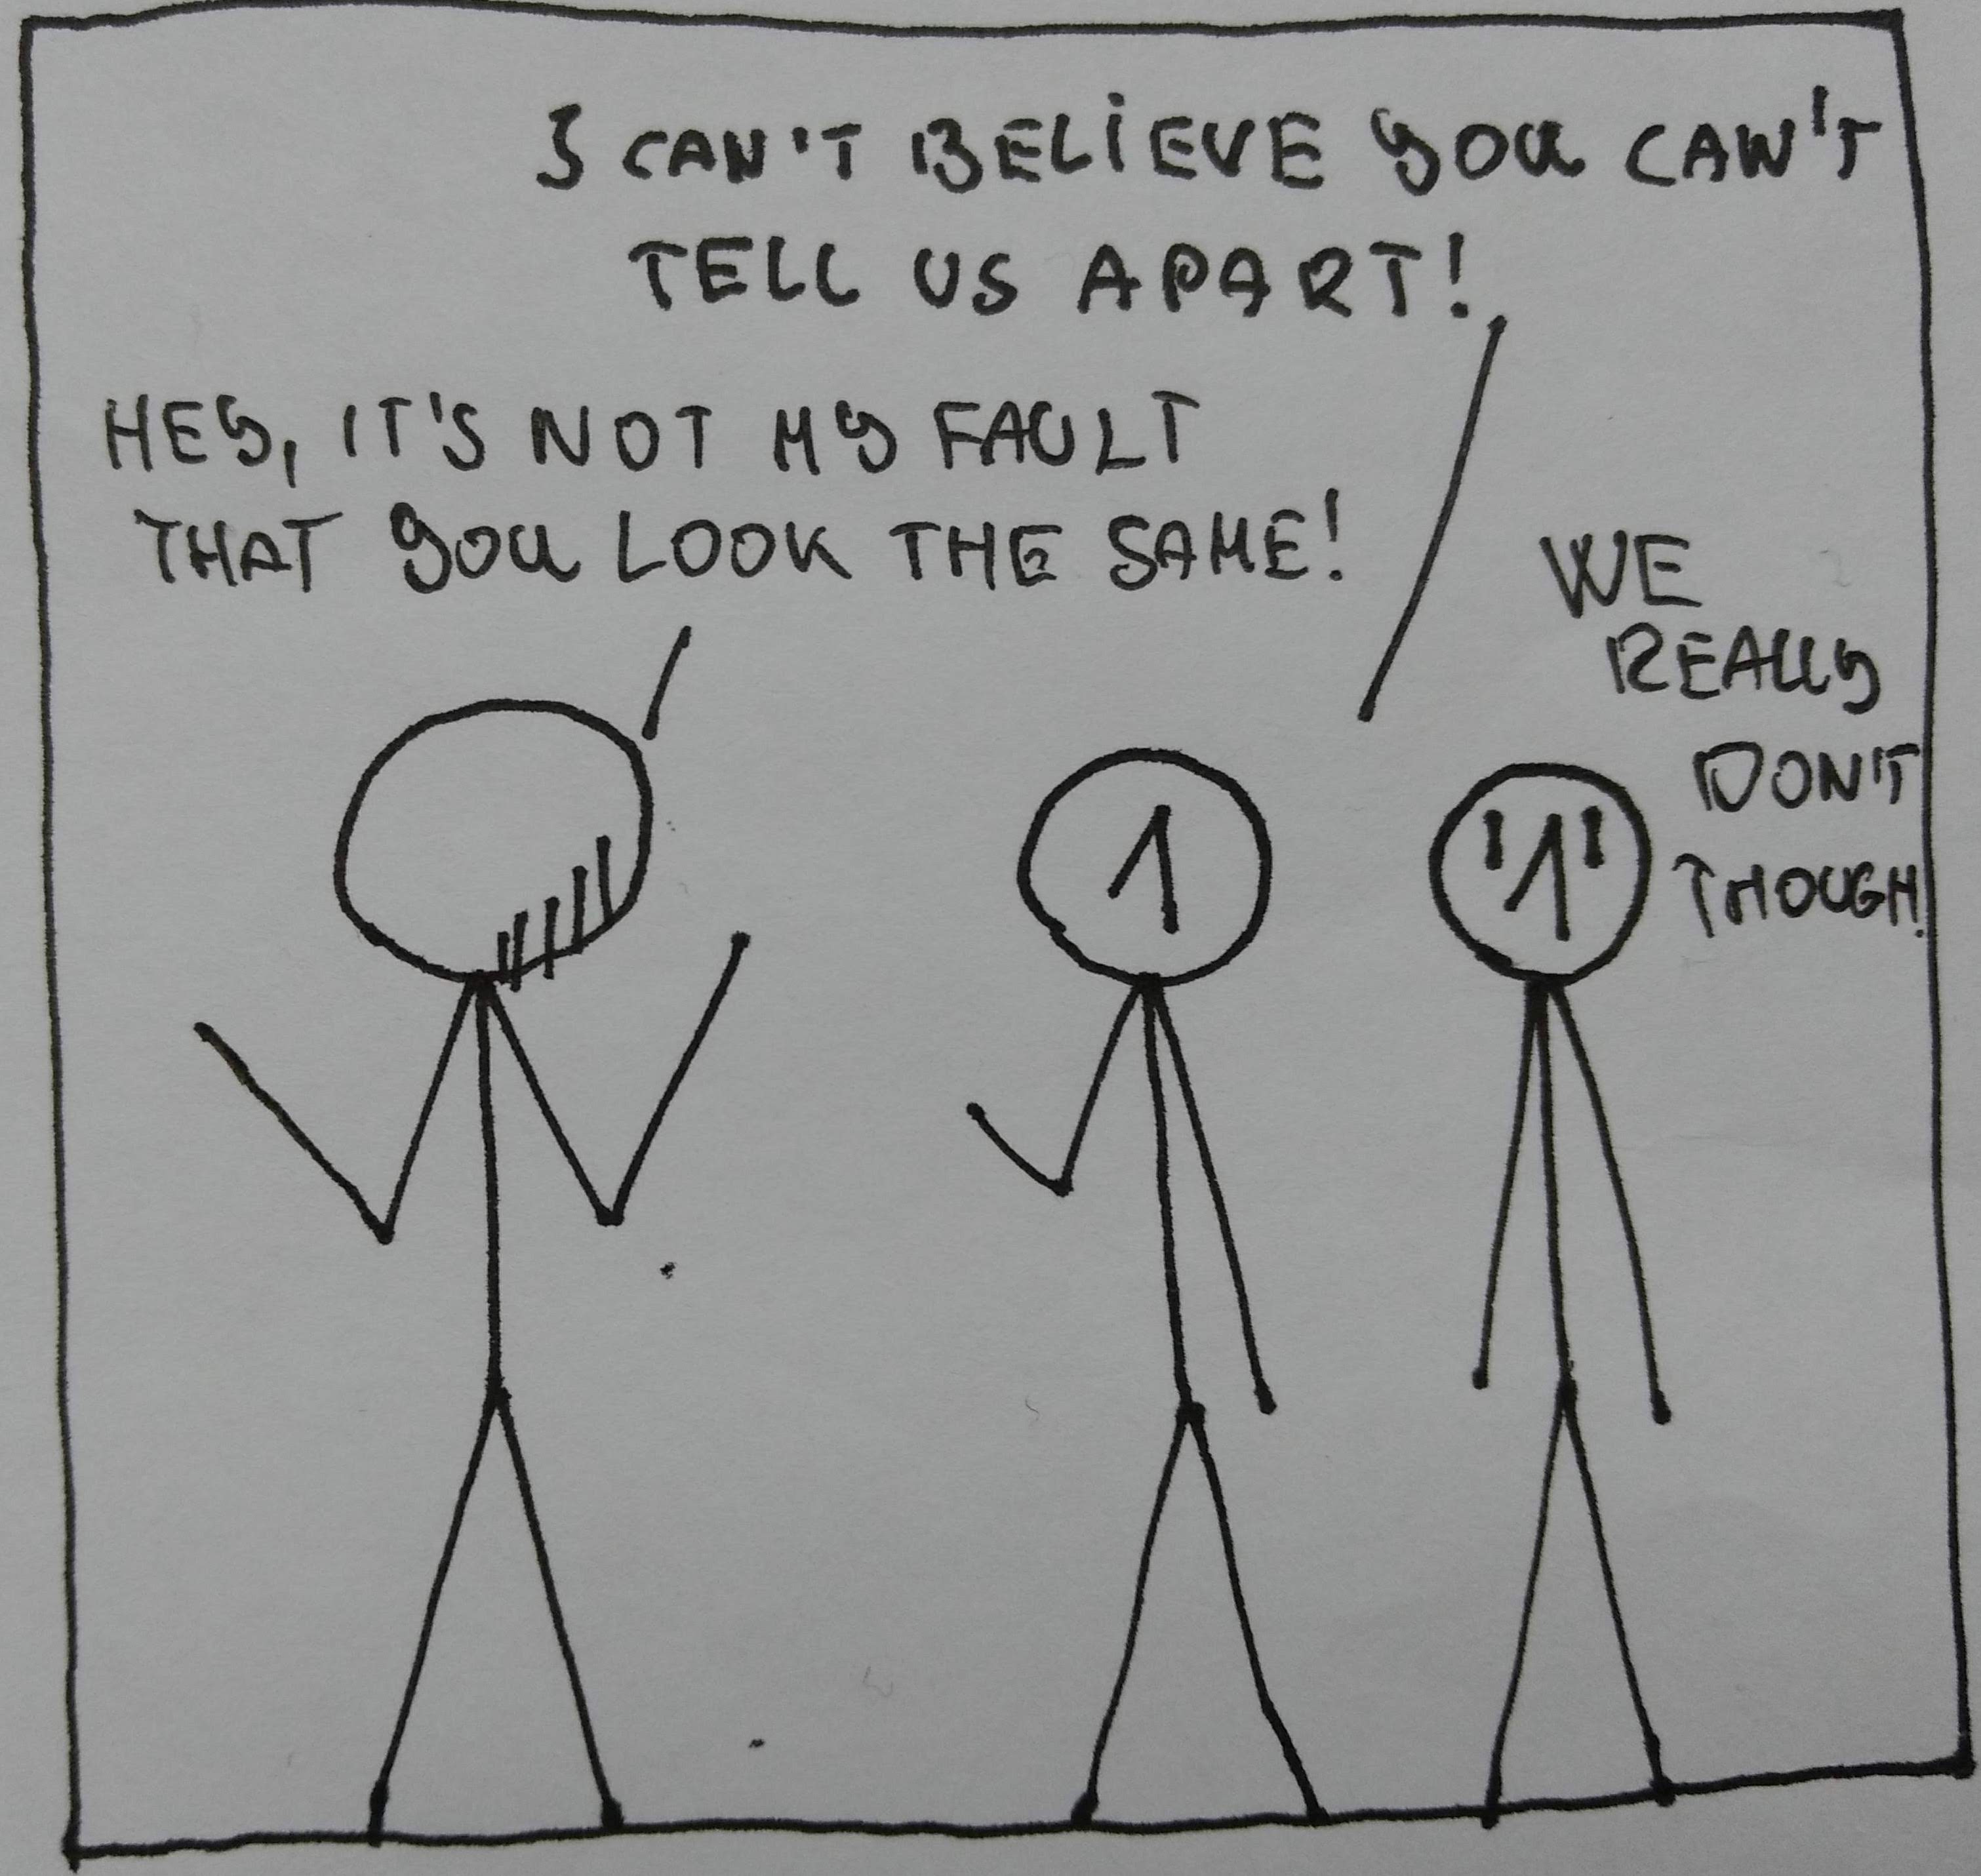 I CAN'T BELiEVE YOU CAN'T
TELL US APART!
HEY, IT'S NOT MY FAULT
THAT YOU LOOK THE SAME!
WE
REALLY
DON'T
THOUGH!
1
'1'